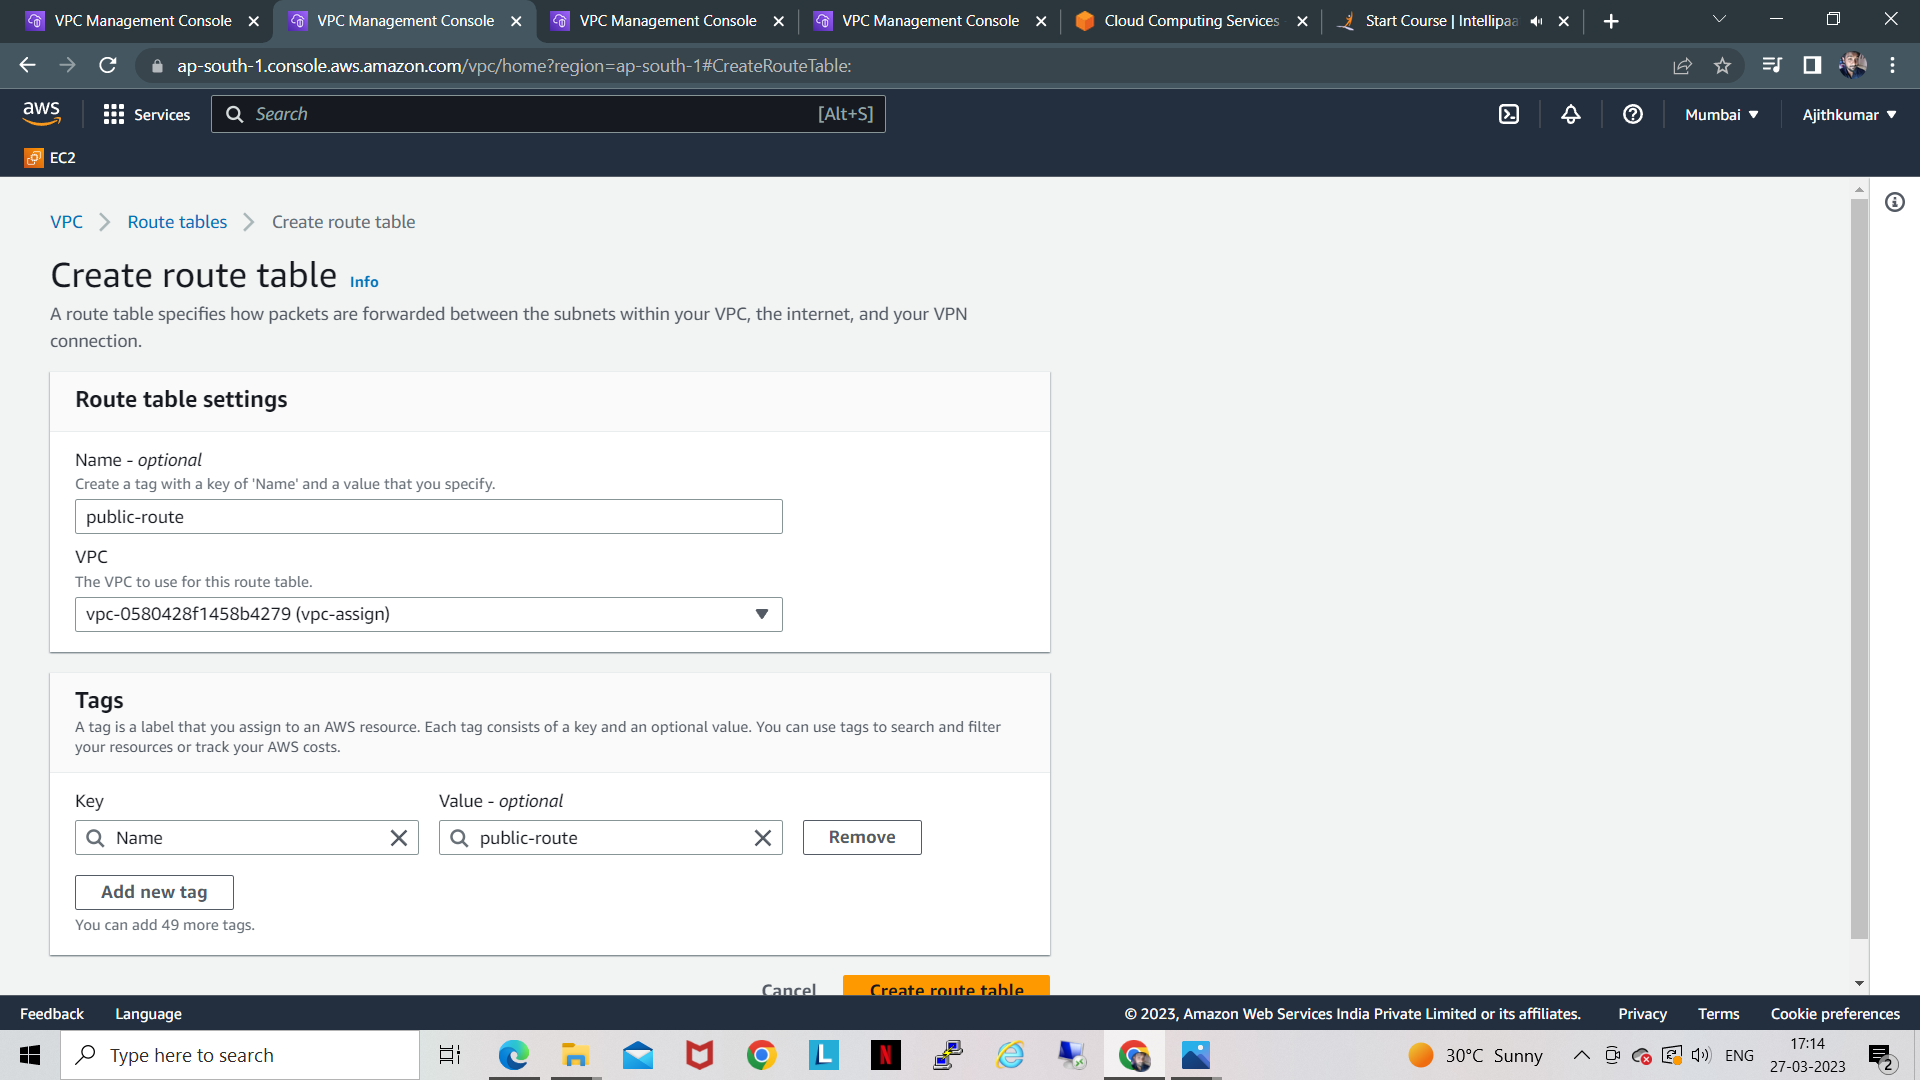 VPC Management Console
VPC Management Console
VPC Management Console
VPC Management Console
Cloud Computing Services
Start Course | Intellipaa
ap-south-1.console.aws.amazon.com/vpc/home?region=ap-south-1#CreateRouteTable:
aws
Services
Search
[Alt+S]
Mumbai
Ajithkumar
EC2
VPC
Route tables
Create route table
Create route table Info
A route table specifies how packets are forwarded between the subnets within your VPC, the internet, and your VPN
connection.
Route table settings
Name - optional
Create a tag with a key of 'Name' and a value that you specify.
public-route
VPC
The VPC to use for this route table.
vpc-0580428f1458b4279 (vpc-assign)
Tags
A tag is a label that you assign to an AWS resource. Each tag consists of a key and an optional value. You can use tags to search and filter
your resources or track your AWS costs.
Key
Value - optional
Name
public-route
Remove
Add new tag
You can add 49 more tags.
Cancel
Create route table
Feedback
Language
© 2023, Amazon Web Services India Private Limited or its affiliates.
Privacy
Terms
Cookie preferences
Type here to search
L
N
30°C Sunny
ENG
17:14
27-03-2023
2